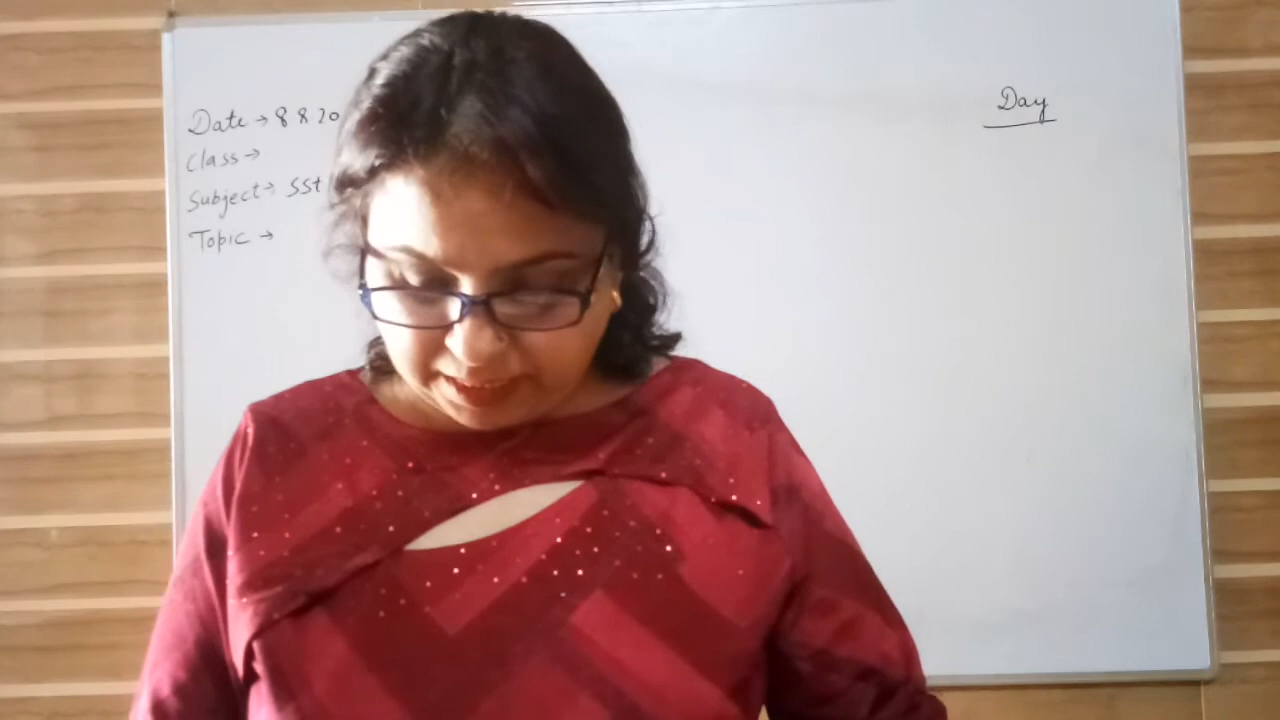 Date → 8 8 20
Class →
Subject → SSt
Topic →
Day